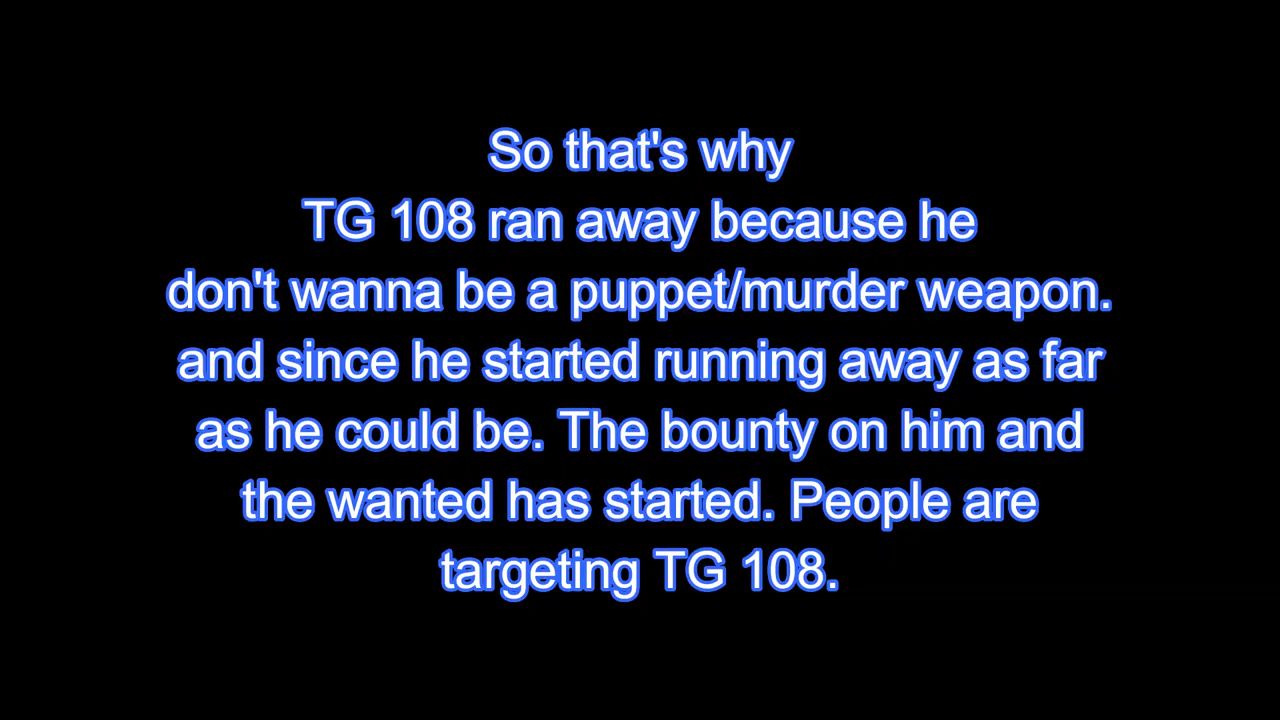 So that's why
TG 108 ran away because he
don't wanna be a puppet/murder weapon.
and since he started running away as far
as he could be. The bounty on him and
the wanted has started. People are
targeting TG 108.